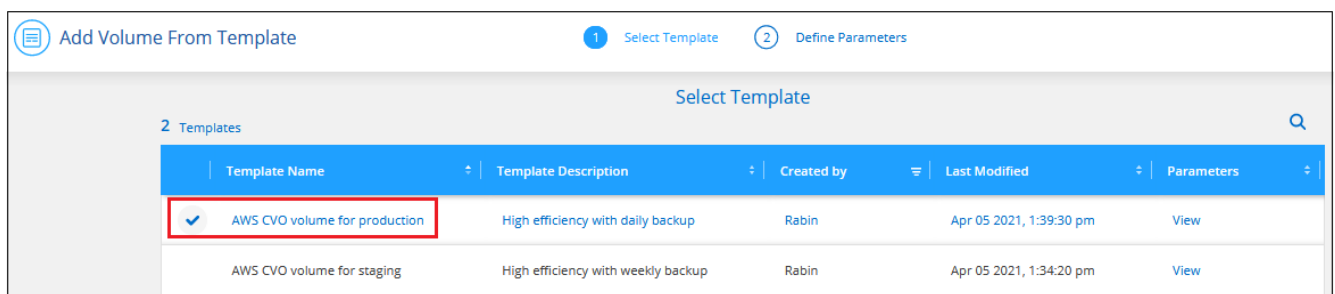 Add Volume From Template
1 Select Template 2 Define Parameters
Select Template
2 Templates
Template Name Template Description Created by Last Modified Parameters
AWS CVO volume for production High efficiency with daily backup Rabin Apr 05 2021, 1:39:30 pm View
AWS CVO volume for staging High efficiency with weekly backup Rabin Apr 05 2021, 1:34:20 pm View